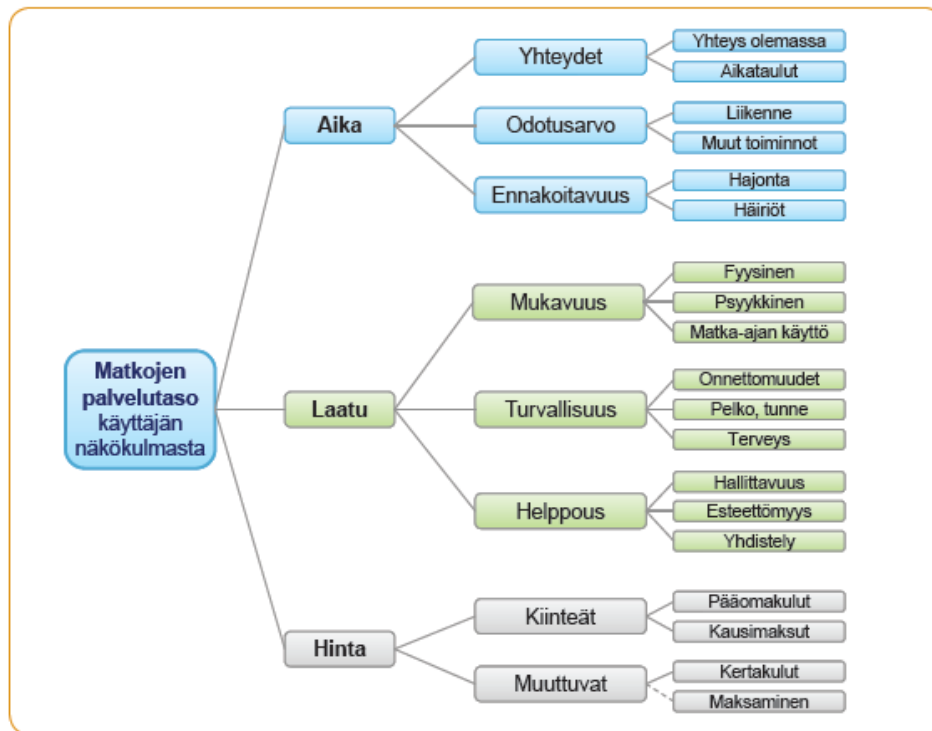 Matkojen
palvelutaso
käyttäjän
näkökulmasta
Aika
Yhteydet
Yhteys olemassa
Aikataulut
Odotusarvo
Liikenne
Muut toiminnot
Ennakoitavuus
Hajonta
Häiriöt
Laatu
Mukavuus
Fyysinen
Psyykkinen
Matka-ajan käyttö
Turvallisuus
Onnettomuudet
Pelko, tunne
Terveys
Helppous
Hallittavuus
Esteettömyys
Yhdistely
Hinta
Kiinteät
Pääomakulut
Kausimaksut
Muuttuvat
Kertakulut
Maksaminen